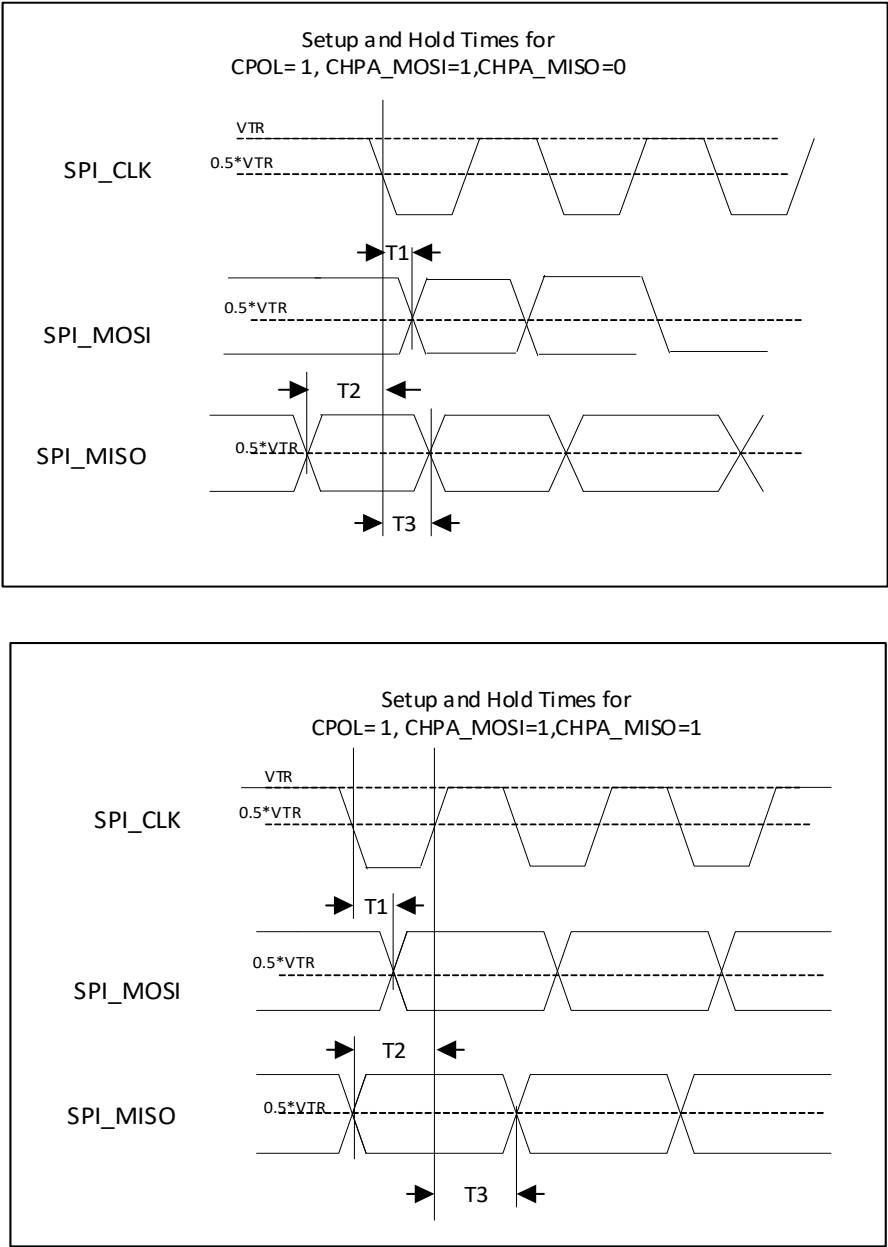 Setup and Hold Times for
CPOL= 1, CHPA_MOSI=1,CHPA_MISO=0
VTR
0.5*VTR
SPI_CLK
T1
0.5*VTR
SPI_MOSI
T2
0.5*VTR
SPI_MISO
T3
Setup and Hold Times for
CPOL= 1, CHPA_MOSI=1,CHPA_MISO=1
VTR
0.5*VTR
SPI_CLK
T1
0.5*VTR
SPI_MOSI
T2
0.5*VTR
SPI_MISO
T3